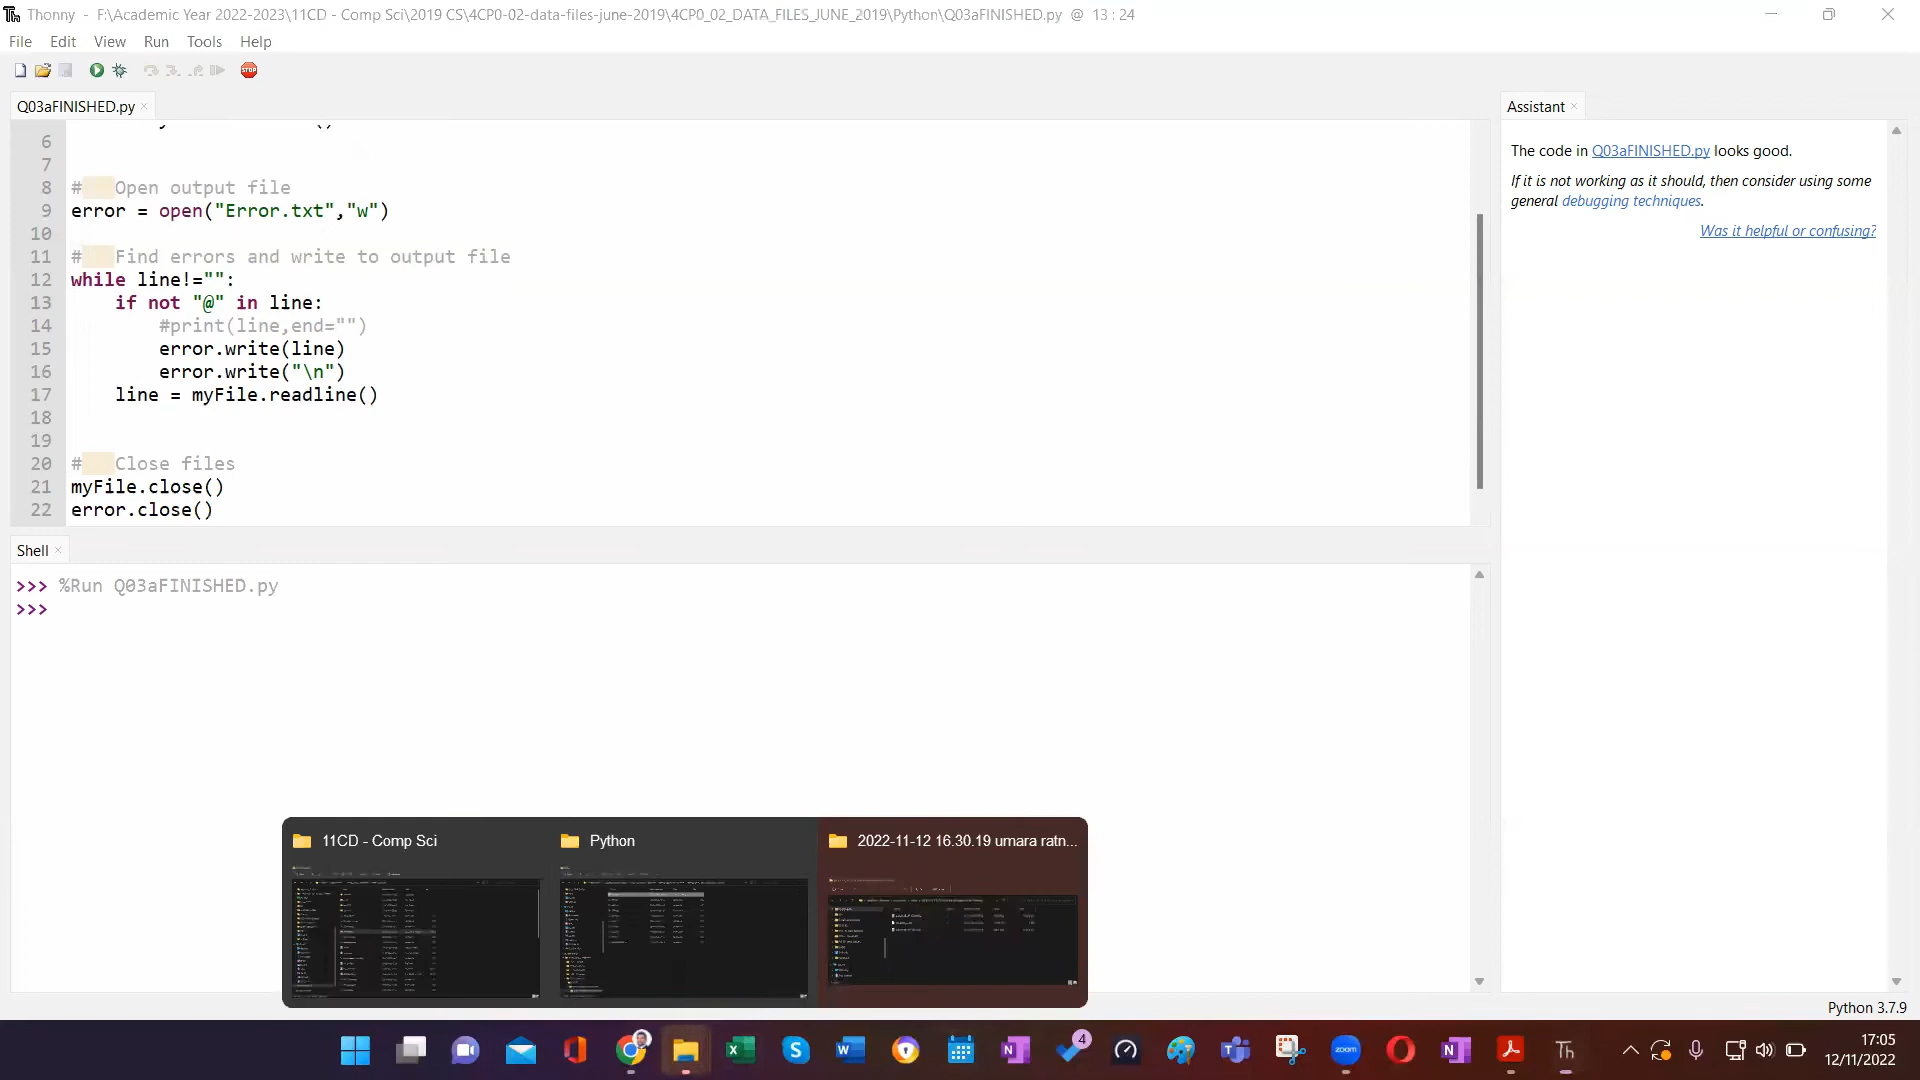 Thonny - F:\Academic Year 2022-2023\11CD - Comp Sci\2019 CS\4CP0-02-data-files-june-2019\4CP0_02_DATA_FILES_JUNE_2019\Python\Q03aFINISHED.py @ 13 : 24
File Edit View Run Tools Help
STOP
Q03aFINISHED.py ×
Assistant ×
6
7
8 # Open output file
9 error = open("Error.txt","w")
10
11 # Find errors and write to output file
12 while line!="":
13 if not "@" in line:
14 #print(line,end="")
15 error.write(line)
16 error.write("\n")
17 line = myFile.readline()
18
19
20 # Close files
21 myFile.close()
22 error.close()
The code in Q03aFINISHED.py looks good.
If it is not working as it should, then consider using some
general debugging techniques.
Was it helpful or confusing?
Shell ×
>>> %Run Q03aFINISHED.py
>>>
11CD - Comp Sci
Python
2022-11-12 16.30.19 umara ratn...
Python 3.7.9
4
zoom
17:05
12/11/2022